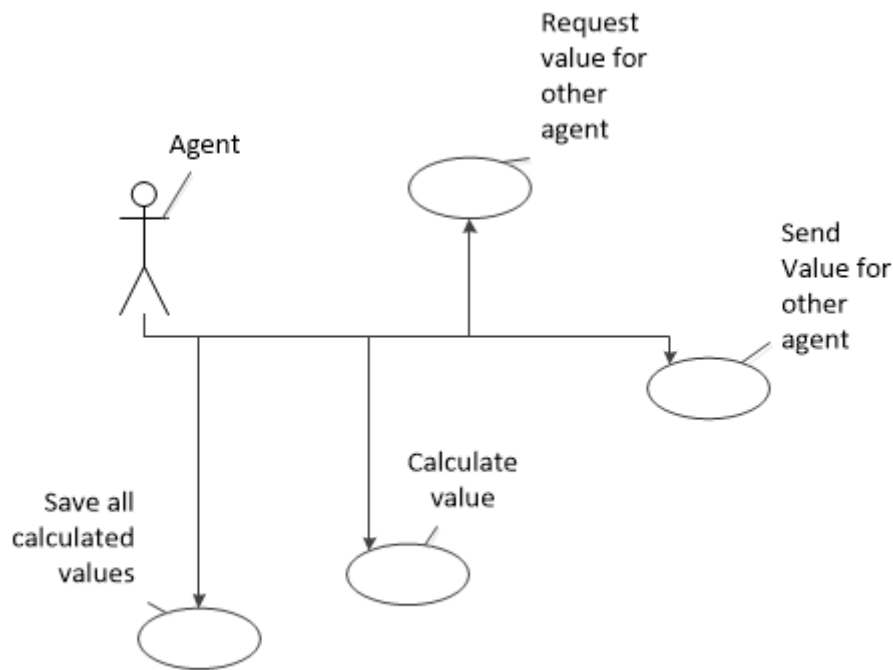 Request
value for
other
agent
Agent
Send
Value for
other
agent
Calculate
value
Save all
calculated
values